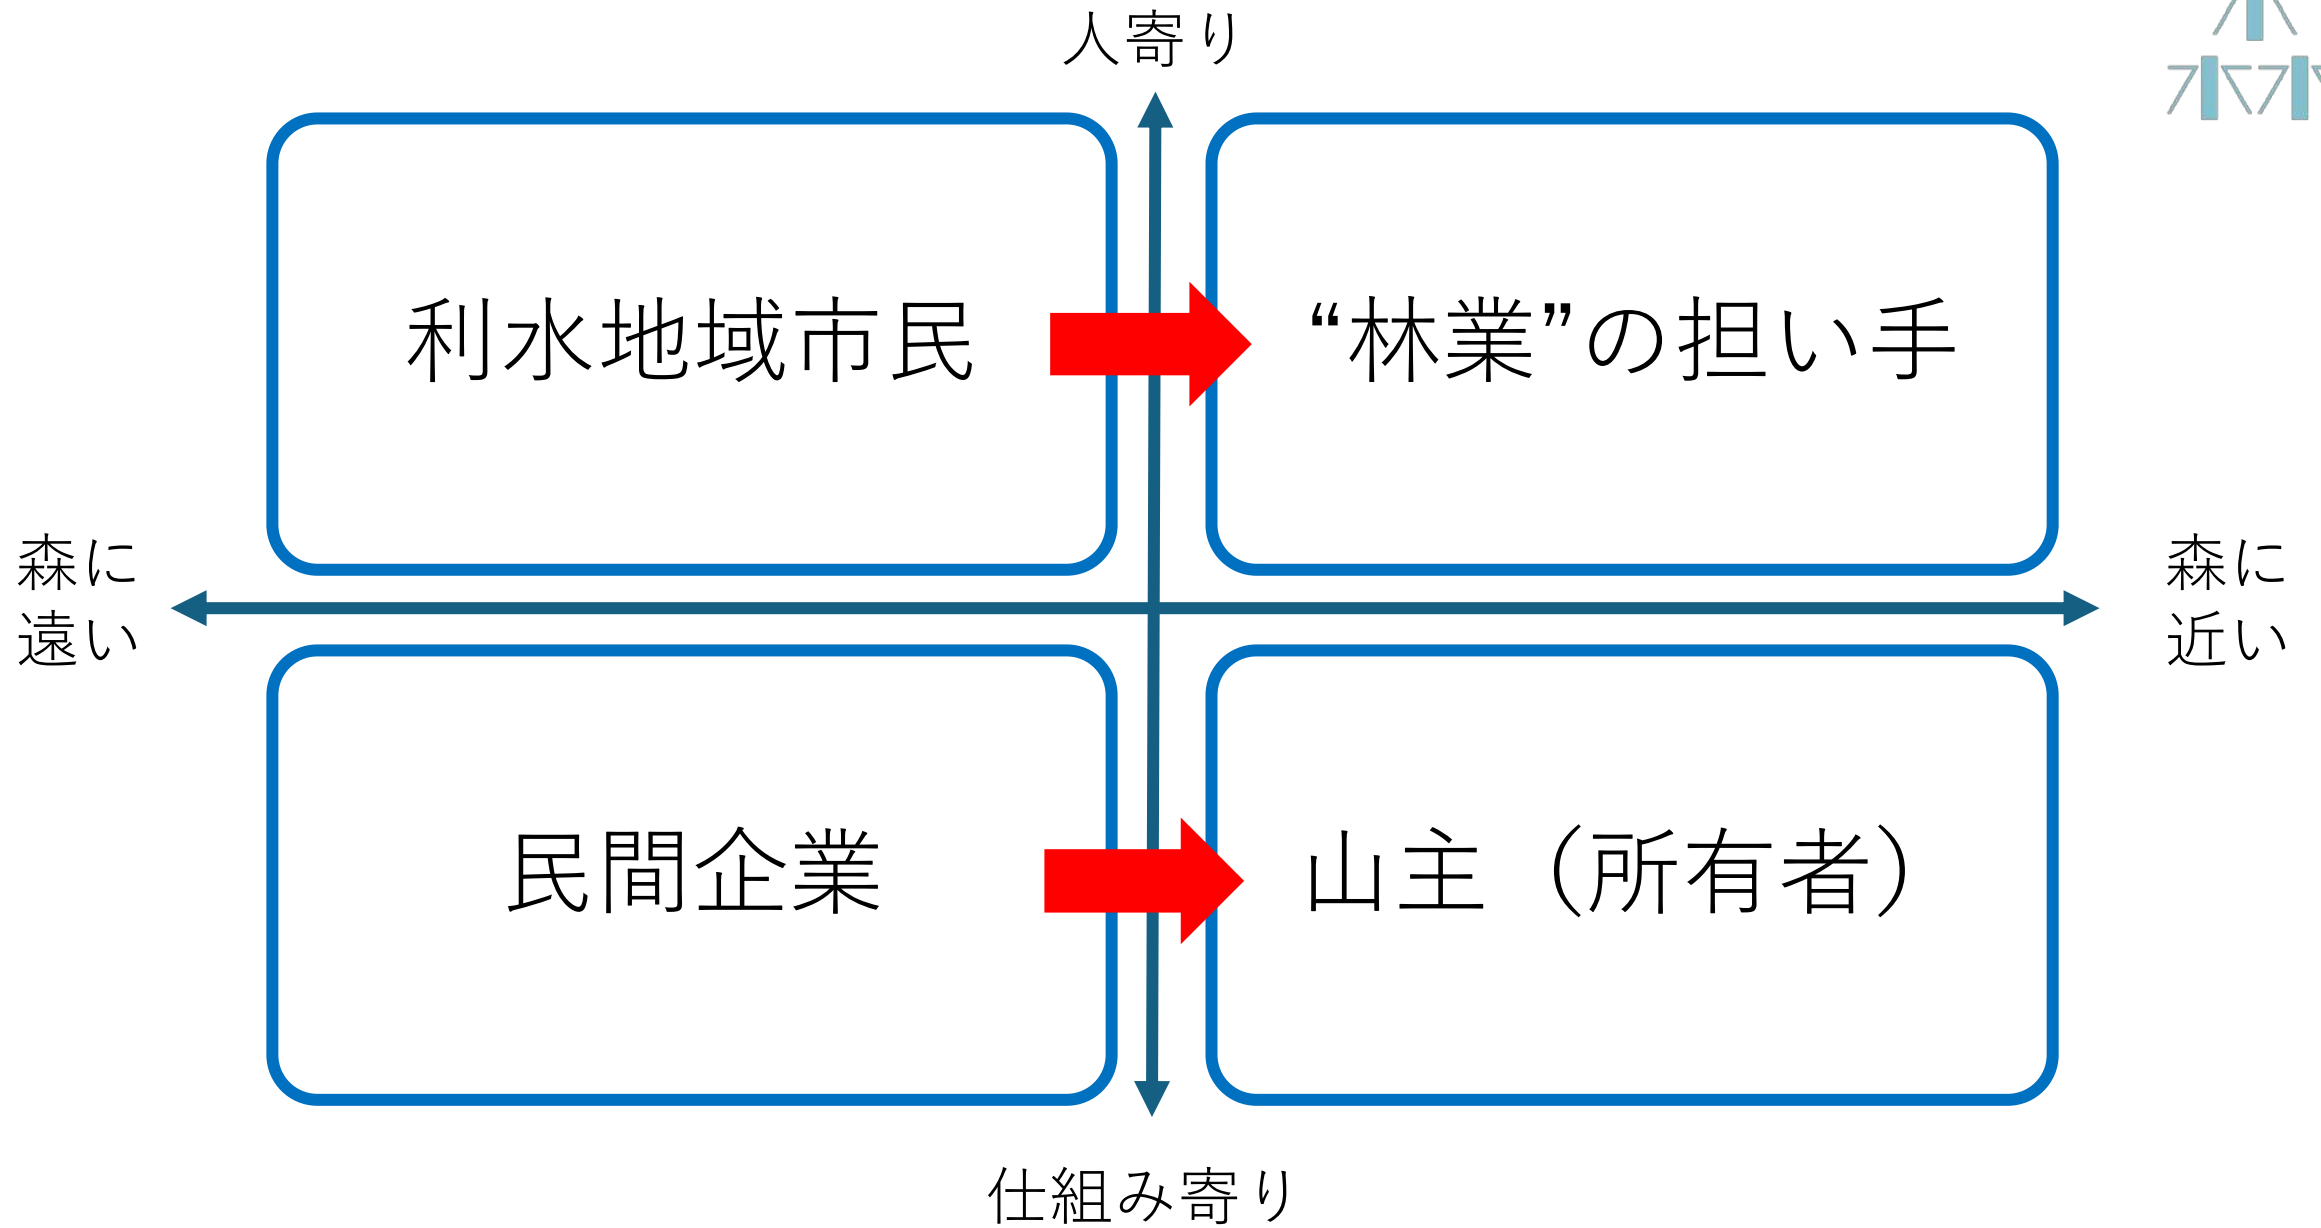 人寄り
利水地域市民
“林業”の担い手
森に
遠い
森に
近い
民間企業
山主（所有者）
仕組み寄り